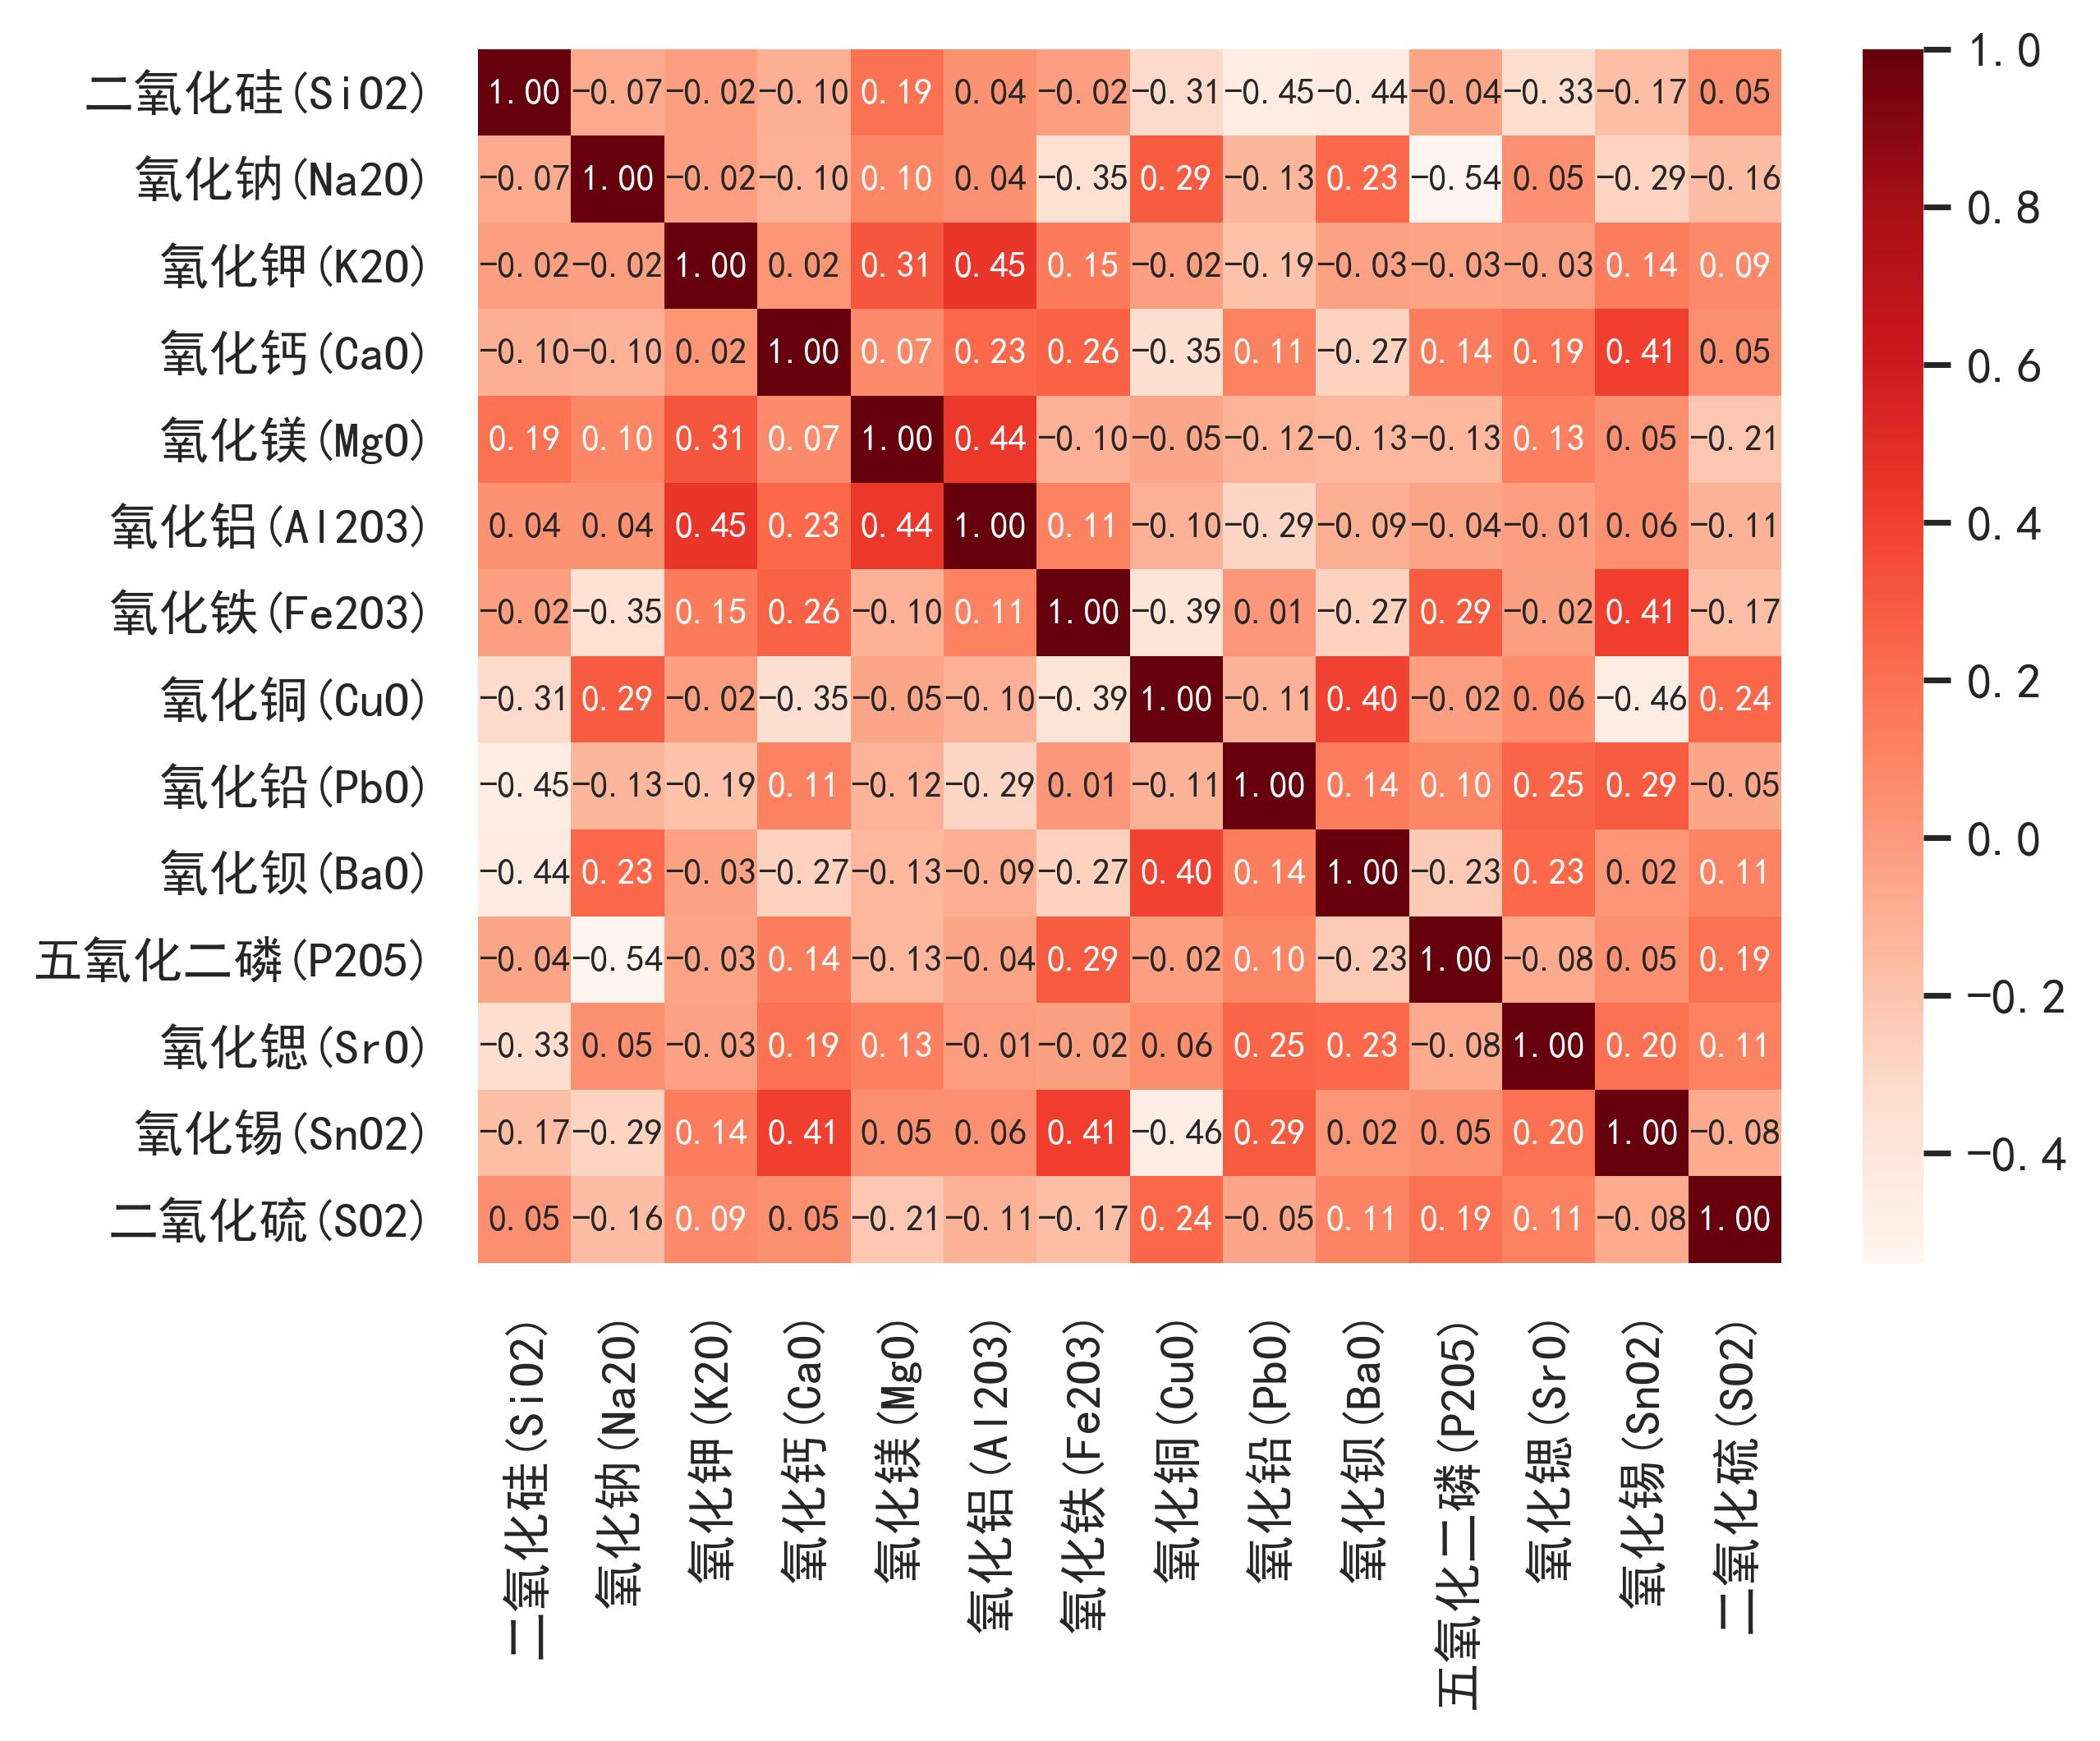 二氧化硅(SiO2) 1.00 -0.07 -0.02 -0.10 0.19 0.04 -0.02 -0.31 -0.45 -0.44 -0.04 -0.33 -0.17 0.05
氧化钠(Na2O) -0.07 1.00 -0.02 -0.10 0.10 0.04 -0.35 0.29 -0.13 0.23 -0.54 0.05 -0.29 -0.16
氧化钾(K2O) -0.02 -0.02 1.00 0.02 0.31 0.45 0.15 -0.02 -0.19 -0.03 -0.03 -0.03 0.14 0.09
氧化钙(CaO) -0.10 -0.10 0.02 1.00 0.07 0.23 0.26 -0.35 0.11 -0.27 0.14 0.19 0.41 0.05
氧化镁(MgO) 0.19 0.10 0.31 0.07 1.00 0.44 -0.10 -0.05 -0.12 -0.13 -0.13 0.13 0.05 -0.21
氧化铝(Al2O3) 0.04 0.04 0.45 0.23 0.44 1.00 0.11 -0.10 -0.29 -0.09 -0.04 -0.01 0.06 -0.11
氧化铁(Fe2O3) -0.02 -0.35 0.15 0.26 -0.10 0.11 1.00 -0.39 0.01 -0.27 0.29 -0.02 0.41 -0.17
氧化铜(CuO) -0.31 0.29 -0.02 -0.35 -0.05 -0.10 -0.39 1.00 -0.11 0.40 -0.02 0.06 -0.46 0.24
氧化铅(PbO) -0.45 -0.13 -0.19 0.11 -0.12 -0.29 0.01 -0.11 1.00 0.14 0.10 0.25 0.29 -0.05
氧化钡(BaO) -0.44 0.23 -0.03 -0.27 -0.13 -0.09 -0.27 0.40 0.14 1.00 -0.23 0.23 0.02 0.11
五氧化二磷(P2O5) -0.04 -0.54 -0.03 0.14 -0.13 -0.04 0.29 -0.02 0.10 -0.23 1.00 -0.08 0.05 0.19
氧化锶(SrO) -0.33 0.05 -0.03 0.19 0.13 -0.01 -0.02 0.06 0.25 0.23 -0.08 1.00 0.20 0.11
氧化锡(SnO2) -0.17 -0.29 0.14 0.41 0.05 0.06 0.41 -0.46 0.29 0.02 0.05 0.20 1.00 -0.08
二氧化硫(SO2) 0.05 -0.16 0.09 0.05 -0.21 -0.11 -0.17 0.24 -0.05 0.11 0.19 0.11 -0.08 1.00
二氧化硅(SiO2)
氧化钠(Na2O)
氧化钾(K2O)
氧化钙(CaO)
氧化镁(MgO)
氧化铝(Al2O3)
氧化铁(Fe2O3)
氧化铜(CuO)
氧化铅(PbO)
氧化钡(BaO)
五氧化二磷(P2O5)
氧化锶(SrO)
氧化锡(SnO2)
二氧化硫(SO2)
1.0
0.8
0.6
0.4
0.2
0.0
-0.2
-0.4